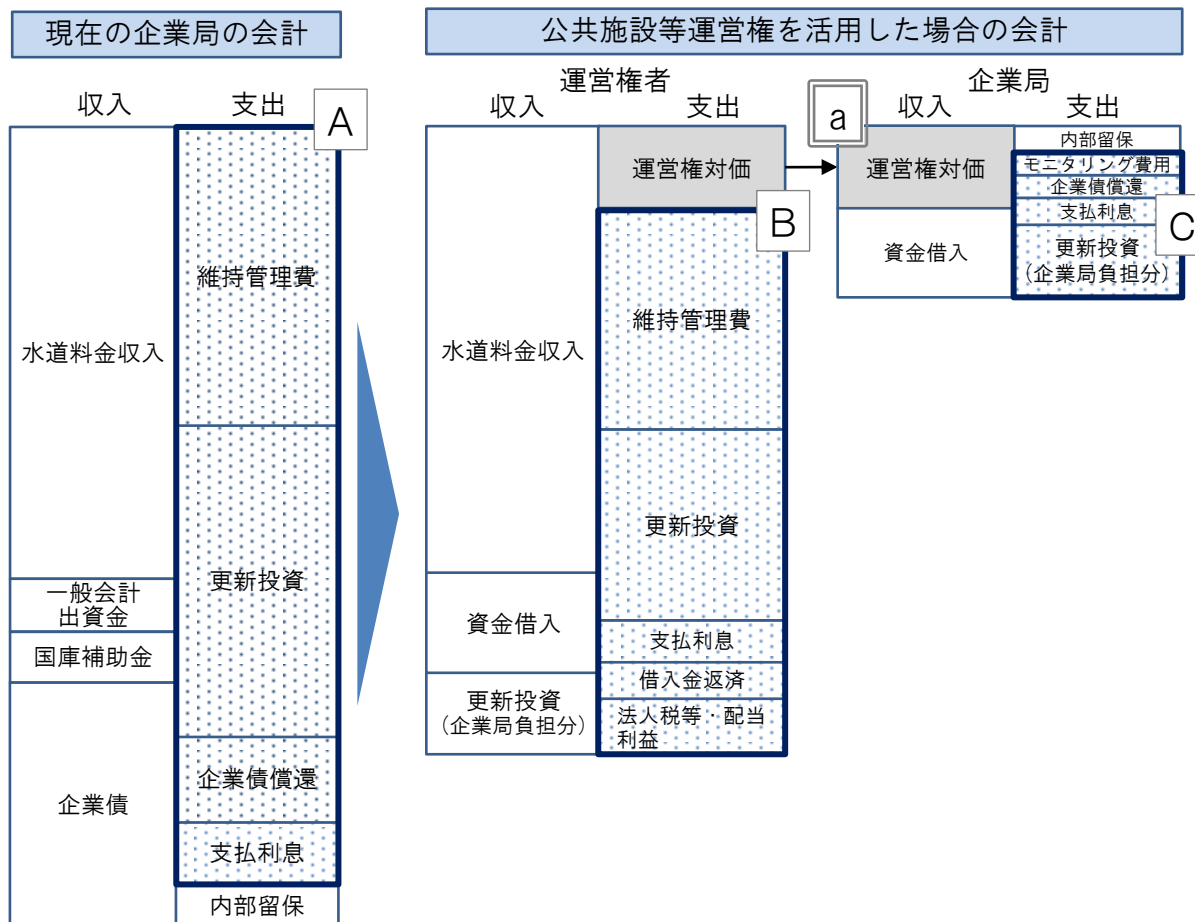 現在の企業局の会計
収入
支出
A
水道料金収入
一般会計
出資金
国庫補助金
企業債
維持管理費
更新投資
企業債償還
支払利息
内部留保
公共施設等運営権を活用した場合の会計
運営権者
収入
支出
水道料金収入
資金借入
更新投資
（企業局負担分）
運営権対価
B
維持管理費
更新投資
支払利息
借入金返済
法人税等・配当
利益
企業局
a
収入
支出
運営権対価
資金借入
内部留保
モニタリング費用
企業債償還
支払利息
C
更新投資
（企業局負担分）